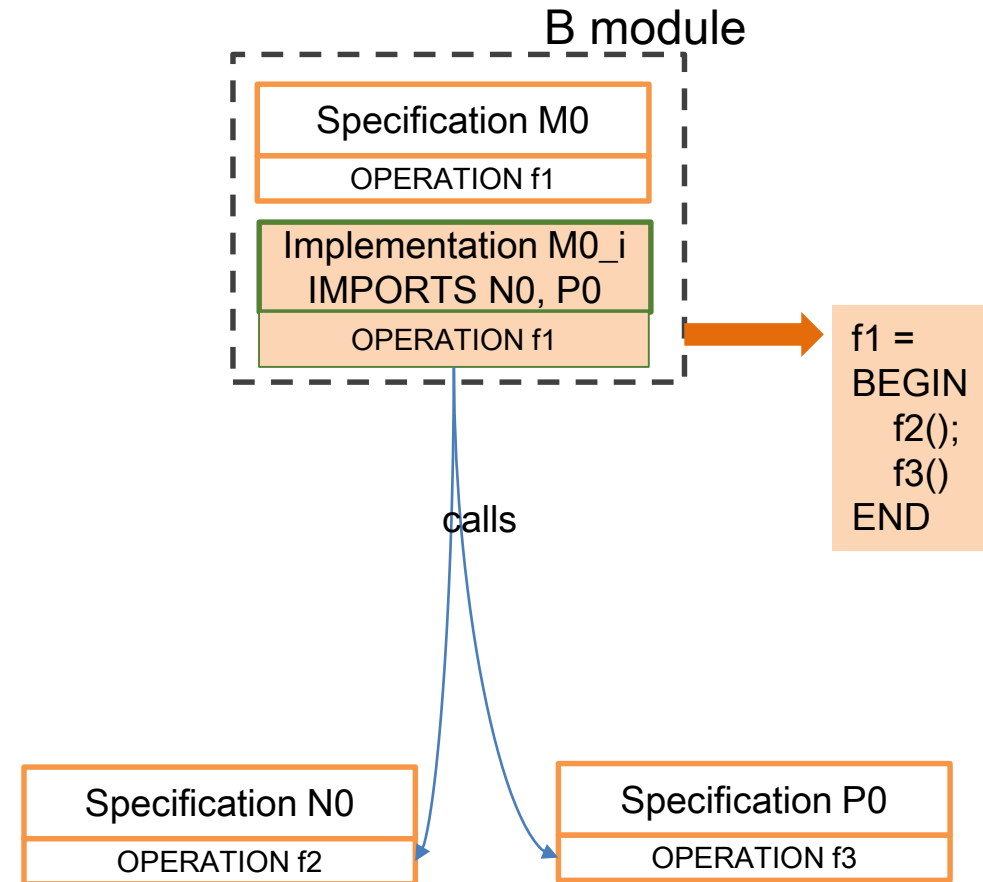 B module
Specification M0
OPERATION f1
Implementation M0_i
IMPORTS N0, P0
OPERATION f1
f1 =
BEGIN
f2();
f3()
END
calls
Specification N0
OPERATION f2
Specification P0
OPERATION f3